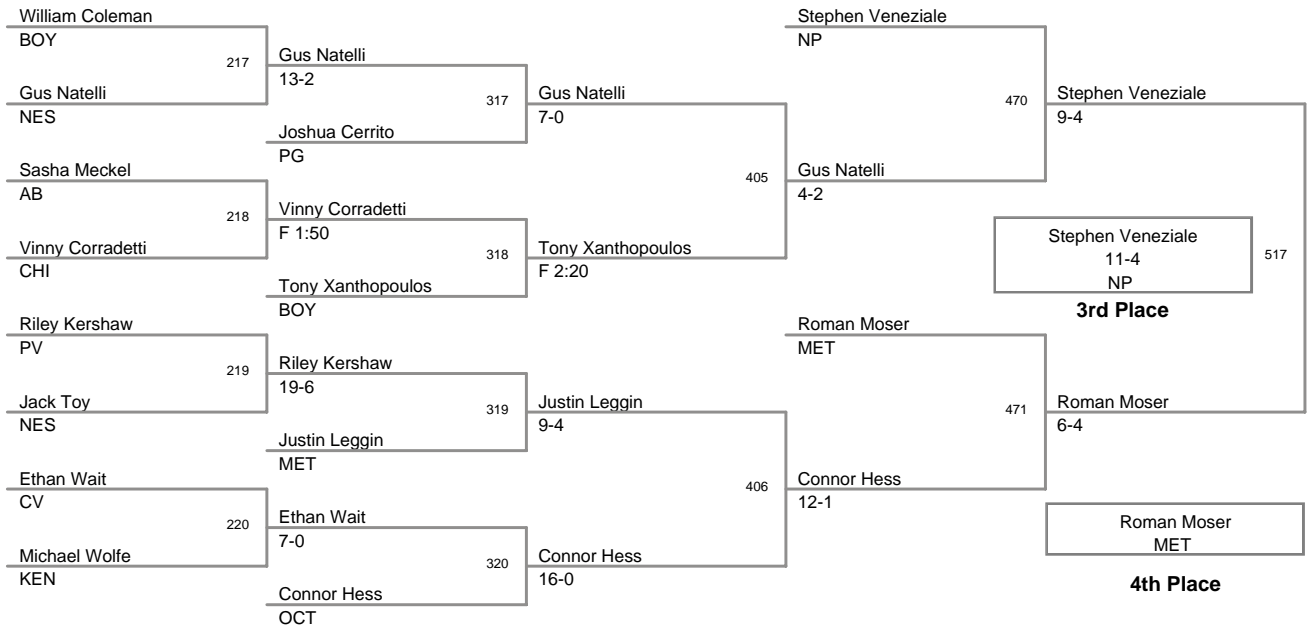 William Coleman
BOY
217
Gus Natelli
NES
Sasha Meckel
AB
218
Vinny Corradetti
CHI
Riley Kershaw
PV
219
Jack Toy
NES
Ethan Wait
CV
220
Michael Wolfe
KEN
Gus Natelli
13-2
317
Joshua Cerrito
PG
Vinny Corradetti
F 1:50
318
Tony Xanthopoulos
BOY
Riley Kershaw
19-6
319
Justin Leggin
MET
Ethan Wait
7-0
320
Connor Hess
OCT
Gus Natelli
7-0
405
Tony Xanthopoulos
F 2:20
Justin Leggin
9-4
406
Connor Hess
16-0
Stephen Veneziale
NP
470
Gus Natelli
4-2
Roman Moser
MET
471
Connor Hess
12-1
Stephen Veneziale
9-4
Stephen Veneziale
11-4
NP
517
3rd Place
Roman Moser
6-4
Roman Moser
MET
4th Place